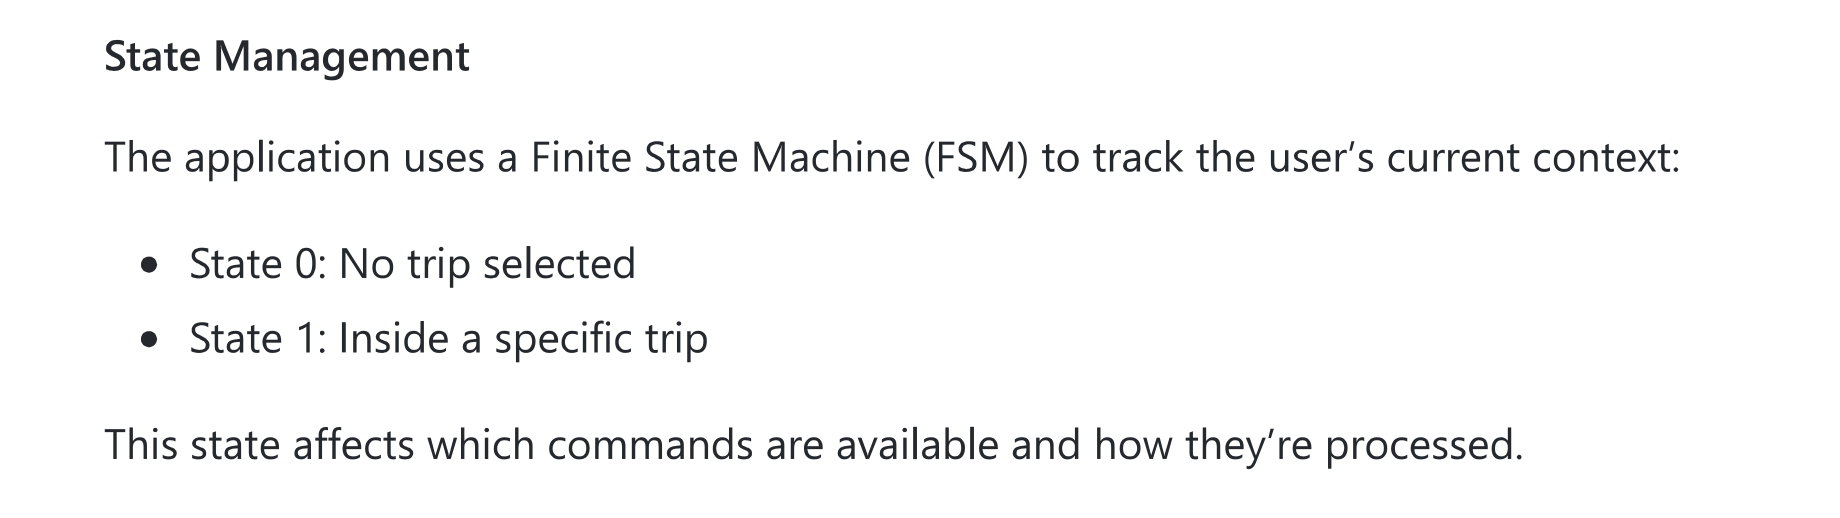 State Management
The application uses a Finite State Machine (FSM) to track the user’s current context:
• State 0: No trip selected
• State 1: Inside a specific trip
This state affects which commands are available and how they’re processed.